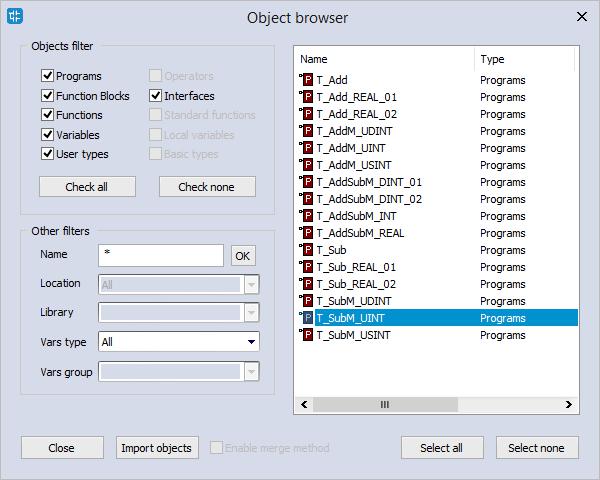 Object browser
Objects filter
Programs
Operators
Function Blocks
Interfaces
Functions
Standard functions
Variables
Local variables
User types
Basic types
Check all
Check none
Other filters
Name
*
OK
Location
All
Library
Vars type
All
Vars group
Name Type
T_Add Programs
T_Add_REAL_01 Programs
T_Add_REAL_02 Programs
T_AddM_UDINT Programs
T_AddM_UINT Programs
T_AddM_USINT Programs
T_AddSubM_DINT_01 Programs
T_AddSubM_DINT_02 Programs
T_AddSubM_INT Programs
T_AddSubM_REAL Programs
T_Sub Programs
T_Sub_REAL_01 Programs
T_Sub_REAL_02 Programs
T_SubM_UDINT Programs
T_SubM_UINT Programs
T_SubM_USINT Programs
Close
Import objects
Enable merge method
Select all
Select none